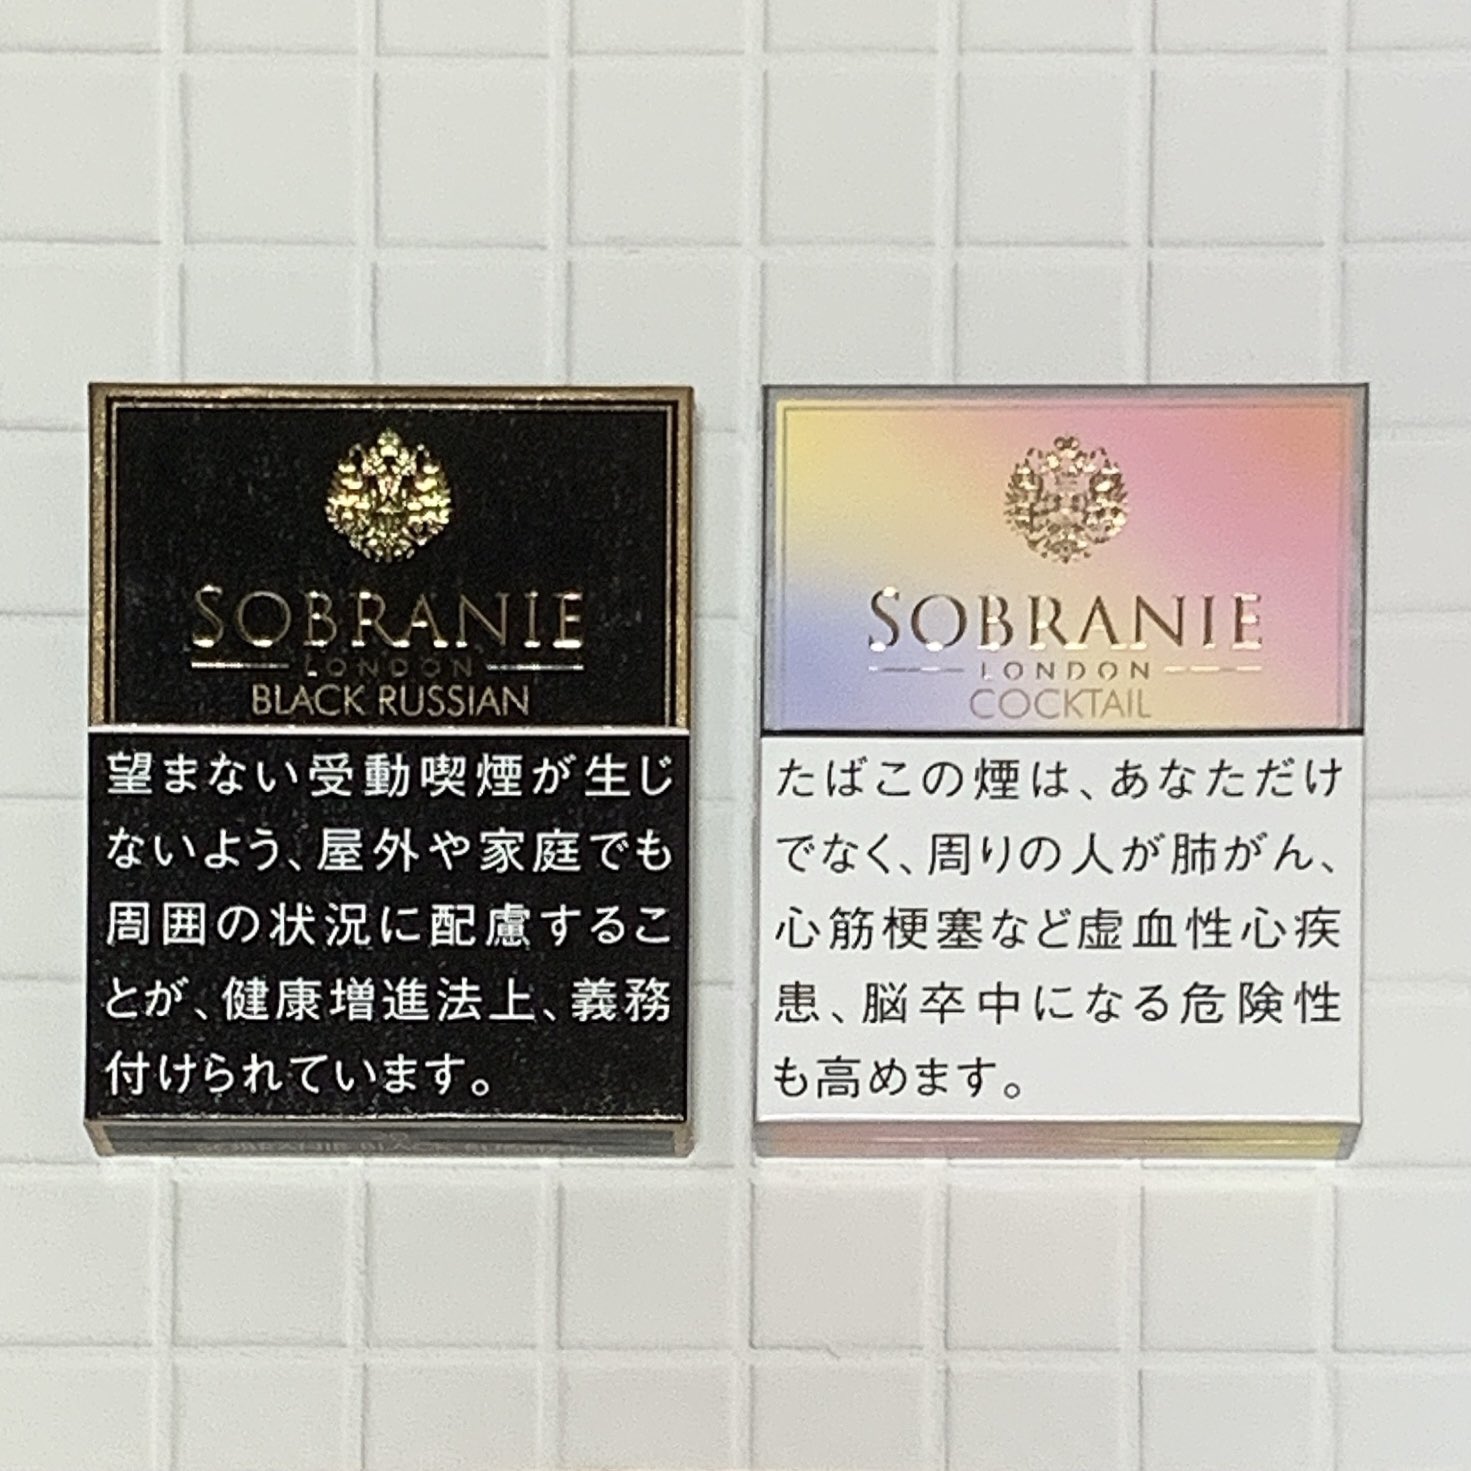 SOBRANIE
LONDON
BLACK RUSSIAN
望まない受動喫煙が生じ
ないよう、屋外や家庭でも
周囲の状況に配慮するこ
とが、健康増進法上、義務
付けられています。
SOBRANIE BLACK RUSSIAN
SOBRANIE
LONDON
COCKTAIL
たばこの煙は、あなただけ
でなく、周りの人が肺がん、
心筋梗塞など虚血性心疾
患、脳卒中になる危険性
も高めます。